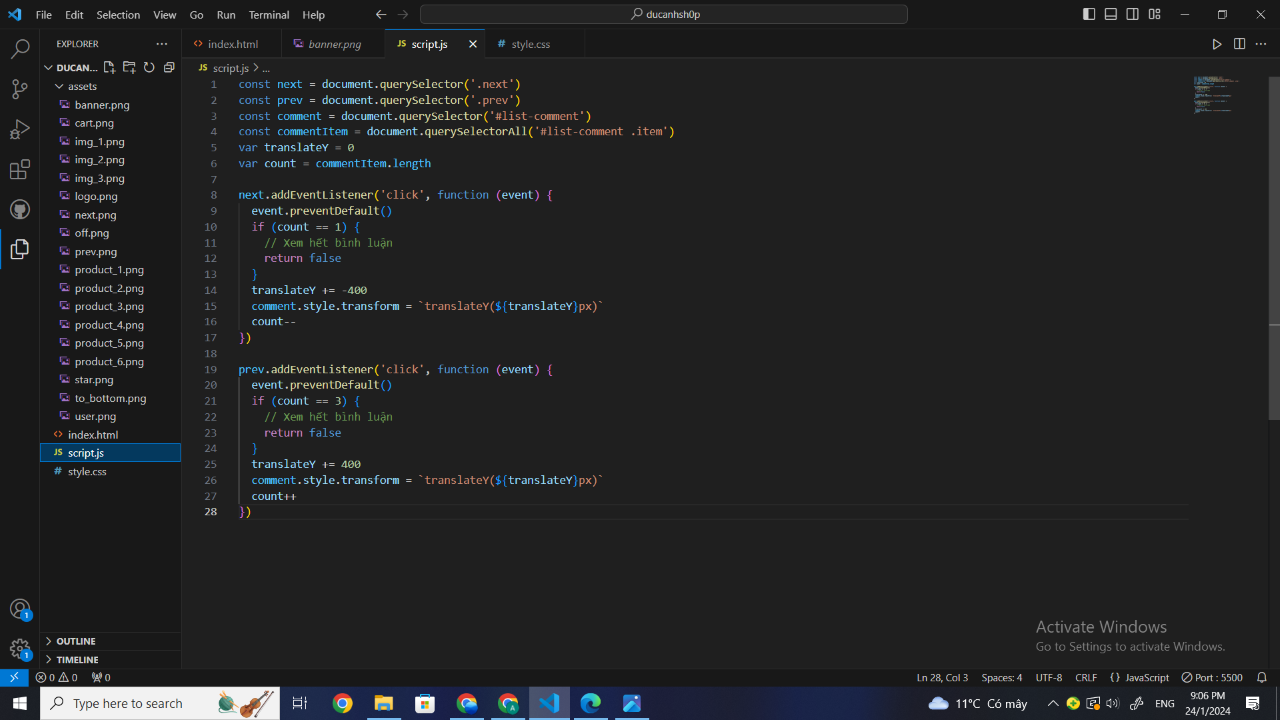 File Edit Selection View Go Run Terminal Help
ducanhsh0p
EXPLORER
index.html
banner.png
JS script.js
# style.css
DUCAN...
JS script.js > ...
assets
banner.png
cart.png
img_1.png
img_2.png
img_3.png
logo.png
next.png
off.png
prev.png
product_1.png
product_2.png
product_3.png
product_4.png
product_5.png
product_6.png
star.png
to_bottom.png
user.png
index.html
JS script.js
# style.css
OUTLINE
TIMELINE
1 const next = document.querySelector('.next')
2 const prev = document.querySelector('.prev')
3 const comment = document.querySelector('#list-comment')
4 const commentItem = document.querySelectorAll('#list-comment .item')
5 var translateY = 0
6 var count = commentItem.length
7
8 next.addEventListener('click', function (event) {
9 event.preventDefault()
10 if (count == 1) {
11 // Xem hết bình luận
12 return false
13 }
14 translateY += -400
15 comment.style.transform = `translateY(${translateY}px)`
16 count--
17 })
18
19 prev.addEventListener('click', function (event) {
20 event.preventDefault()
21 if (count == 3) {
22 // Xem hết bình luận
23 return false
24 }
25 translateY += 400
26 comment.style.transform = `translateY(${translateY}px)`
27 count++
28 })
1
1
Activate Windows
Go to Settings to activate Windows.
0 0 0
Ln 28, Col 3 Spaces: 4 UTF-8 CRLF {} JavaScript Port : 5500
Type here to search
11°C Có mây
ENG
9:06 PM
24/1/2024